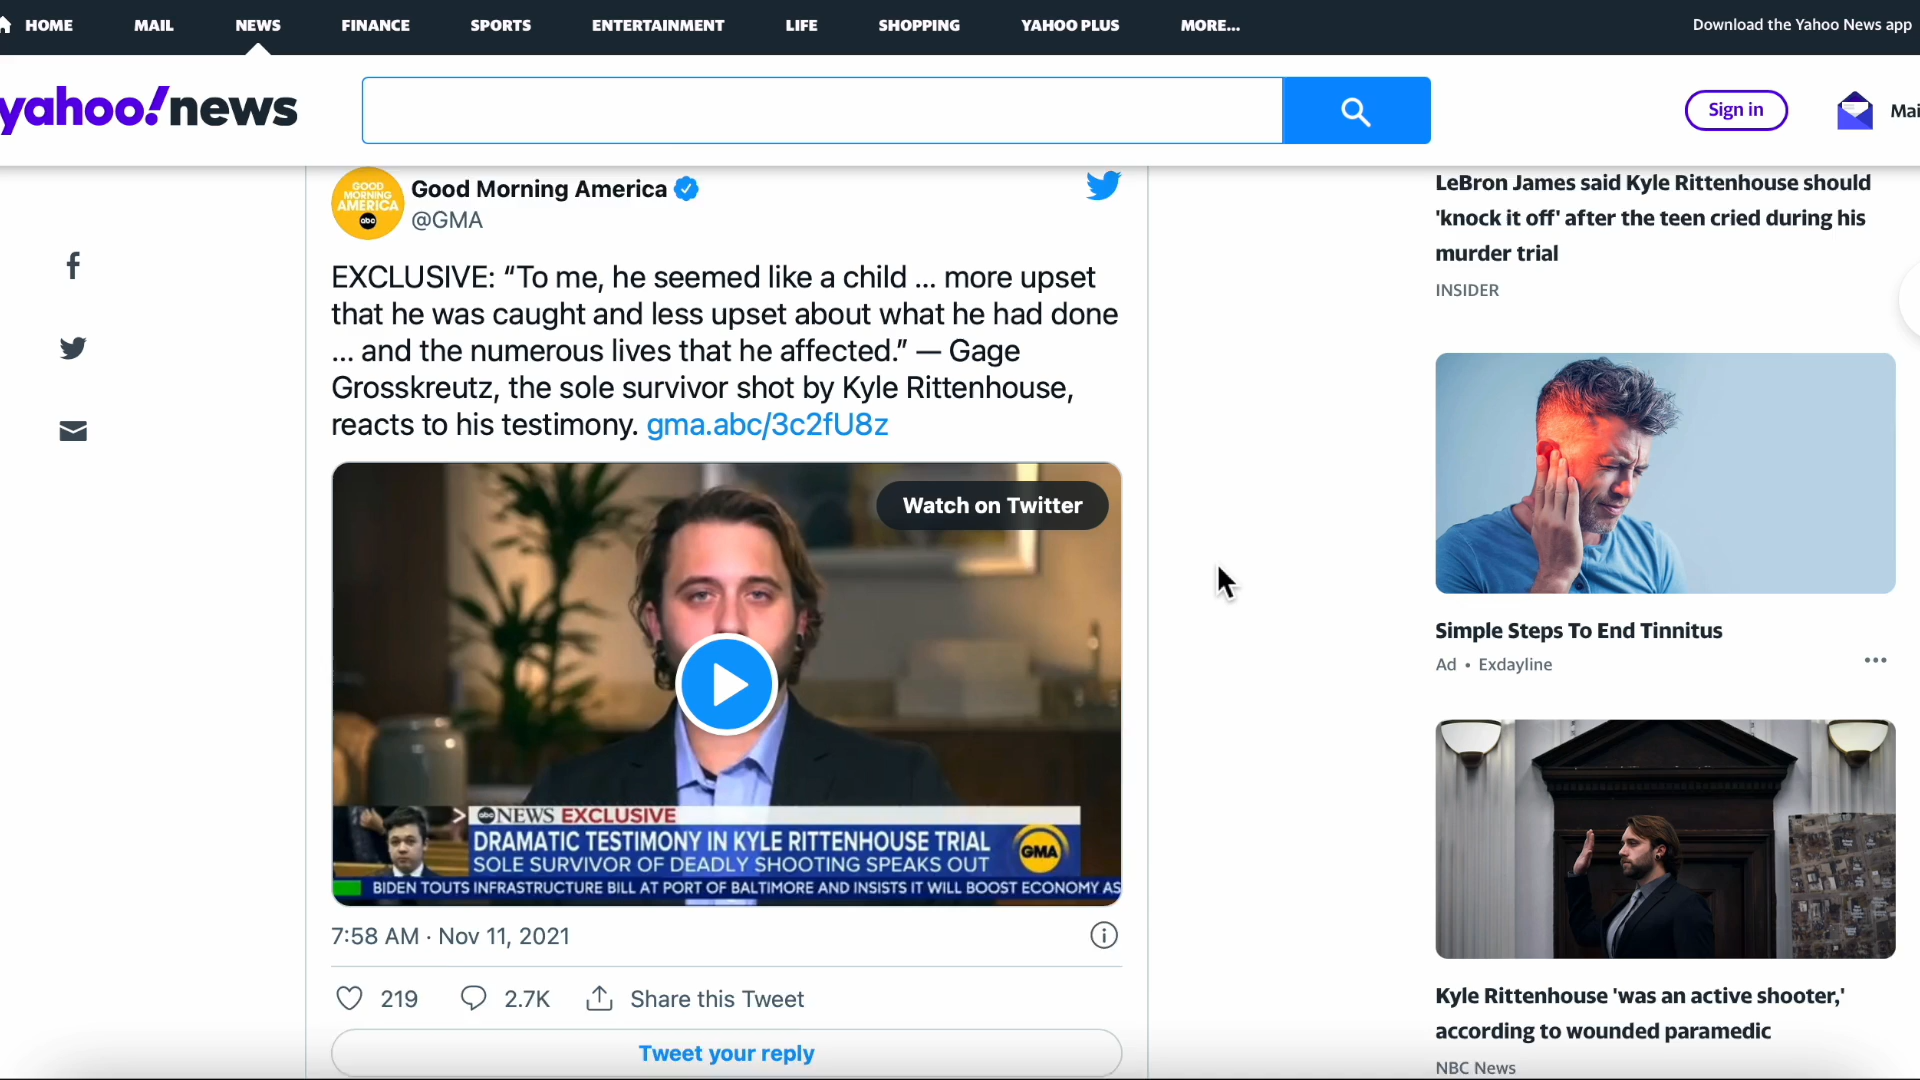 HOME MAIL NEWS FINANCE SPORTS ENTERTAINMENT LIFE SHOPPING YAHOO PLUS MORE... Download the Yahoo News app
yahoo!news
Sign in
Mai
Good Morning America
@GMA
GOOD
MORNING
AMERICA
abc
EXCLUSIVE: “To me, he seemed like a child ... more upset
that he was caught and less upset about what he had done
... and the numerous lives that he affected.” — Gage
Grosskreutz, the sole survivor shot by Kyle Rittenhouse,
reacts to his testimony. gma.abc/3c2fU8z
Watch on Twitter
abc NEWS EXCLUSIVE
DRAMATIC TESTIMONY IN KYLE RITTENHOUSE TRIAL
SOLE SURVIVOR OF DEADLY SHOOTING SPEAKS OUT
GMA
BIDEN TOUTS INFRASTRUCTURE BILL AT PORT OF BALTIMORE AND INSISTS IT WILL BOOST ECONOMY AS
7:58 AM · Nov 11, 2021
219 2.7K Share this Tweet
Tweet your reply
LeBron James said Kyle Rittenhouse should
'knock it off' after the teen cried during his
murder trial
INSIDER
Simple Steps To End Tinnitus
Ad • Exdayline
Kyle Rittenhouse 'was an active shooter,'
according to wounded paramedic
NBC News